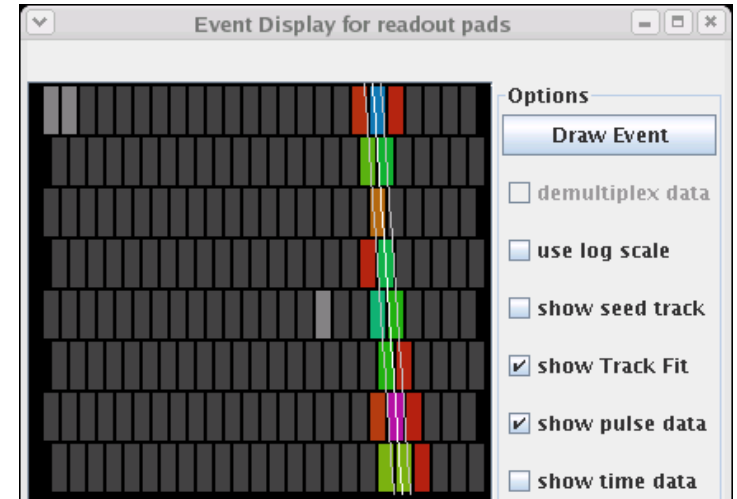 Event Display for readout pads
Options
Draw Event
demultiplex data
use log scale
show seed track
show Track Fit
show pulse data
show time data